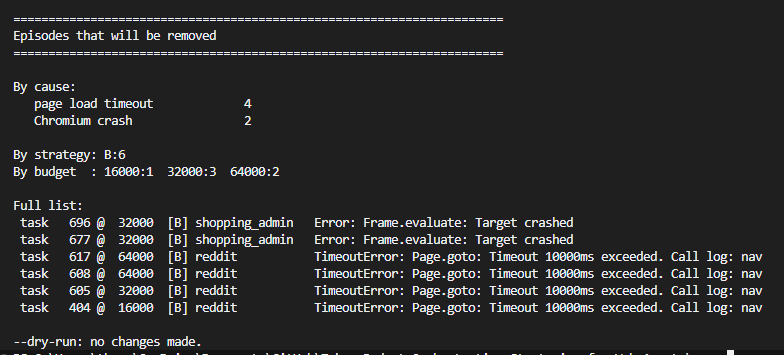 ======================================================================
Episodes that will be removed
======================================================================
By cause:
page load timeout 4
Chromium crash 2
By strategy: B:6
By budget : 16000:1 32000:3 64000:2
Full list:
task 696 @ 32000 [B] shopping_admin Error: Frame.evaluate: Target crashed
task 677 @ 32000 [B] shopping_admin Error: Frame.evaluate: Target crashed
task 617 @ 64000 [B] reddit TimeoutError: Page.goto: Timeout 10000ms exceeded. Call log: nav
task 608 @ 64000 [B] reddit TimeoutError: Page.goto: Timeout 10000ms exceeded. Call log: nav
task 605 @ 32000 [B] reddit TimeoutError: Page.goto: Timeout 10000ms exceeded. Call log: nav
task 404 @ 16000 [B] reddit TimeoutError: Page.goto: Timeout 10000ms exceeded. Call log: nav
--dry-run: no changes made.